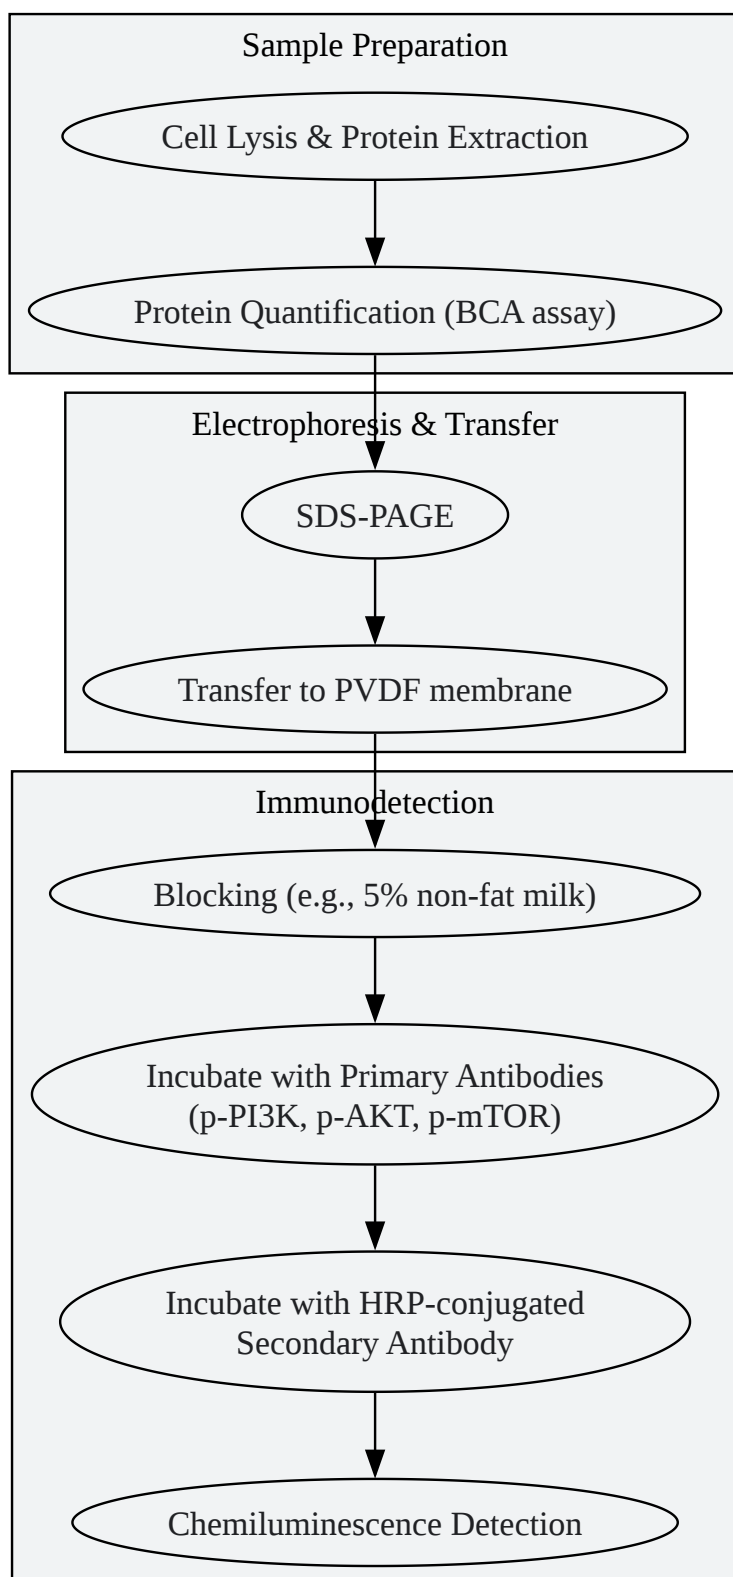 Sample Preparation
Cell Lysis & Protein Extraction
Protein Quantification (BCA assay)
Electrophoresis & Transfer
SDS-PAGE
Transfer to PVDF membrane
Immunodetection
Blocking (e.g., 5% non-fat milk)
Incubate with Primary Antibodies
(p-PI3K, p-AKT, p-mTOR)
Incubate with HRP-conjugated
Secondary Antibody
Chemiluminescence Detection